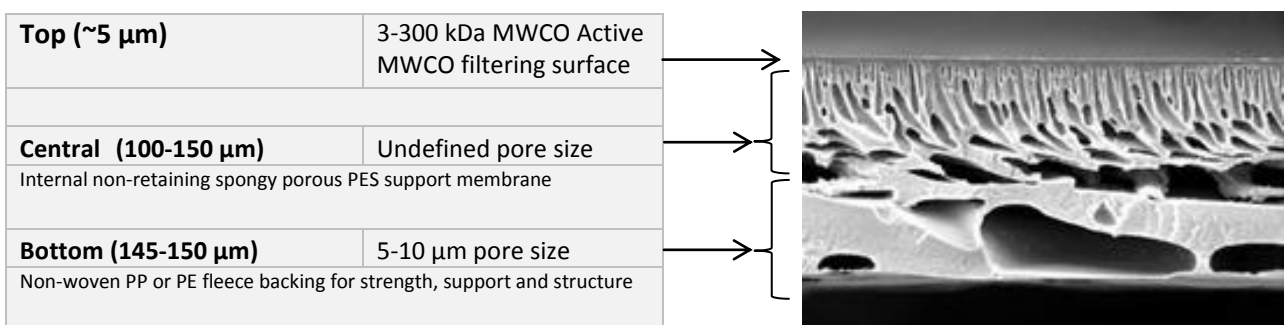 Top (~5 μm)
3-300 kDa MWCO Active
MWCO filtering surface
Central (100-150 μm)
Undefined pore size
Internal non-retaining spongy porous PES support membrane
Bottom (145-150 μm)
5-10 μm pore size
Non-woven PP or PE fleece backing for strength, support and structure